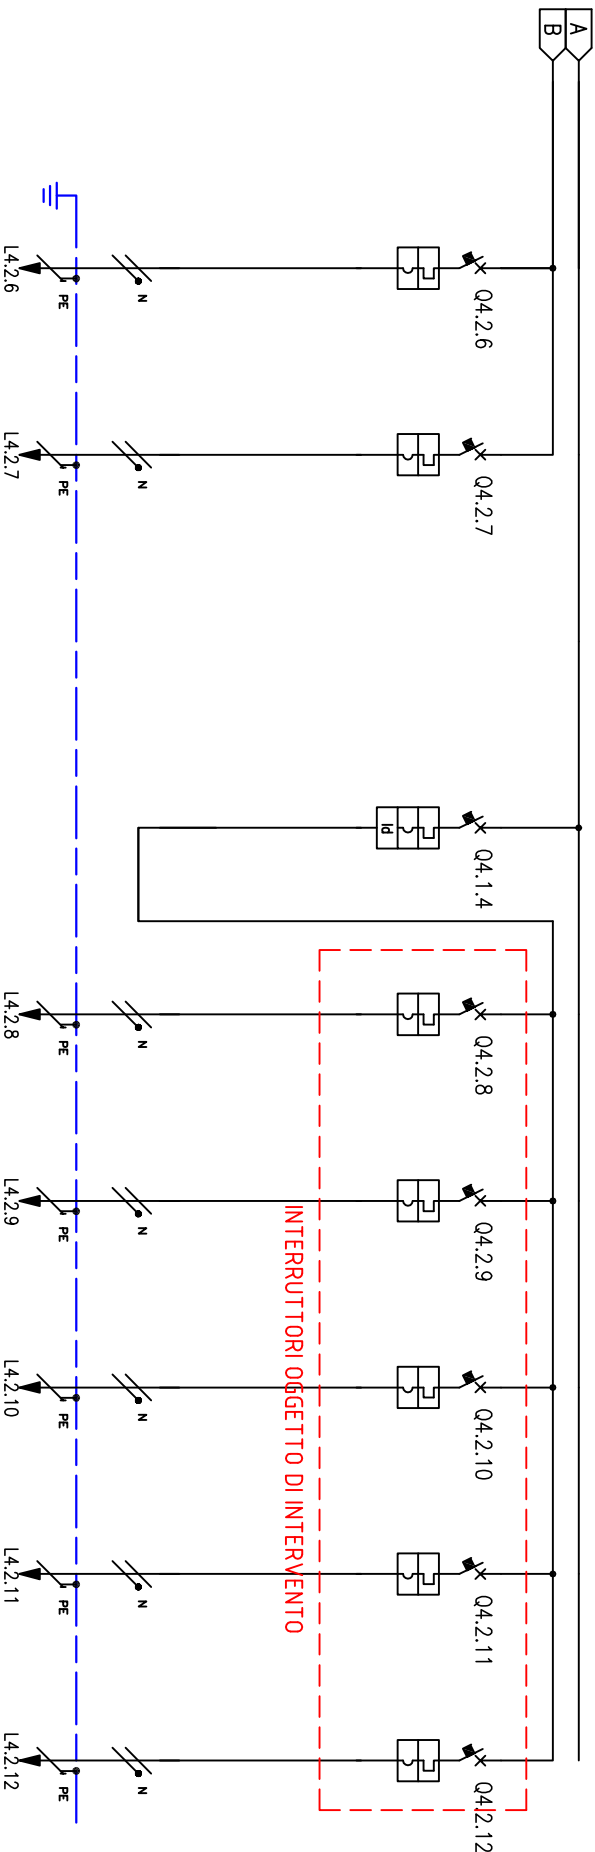 A
B
Q4.2.6
Q4.2.7
Q4.1.4
Q4.2.8
Q4.2.9
Q4.2.10
Q4.2.11
Q4.2.12
Id
INTERRUTTORI OGGETTO DI INTERVENTO
N
N
N
N
N
N
N
PE
PE
PE
PE
PE
PE
PE
L4.2.6
L4.2.7
L4.2.8
L4.2.9
L4.2.10
L4.2.11
L4.2.12